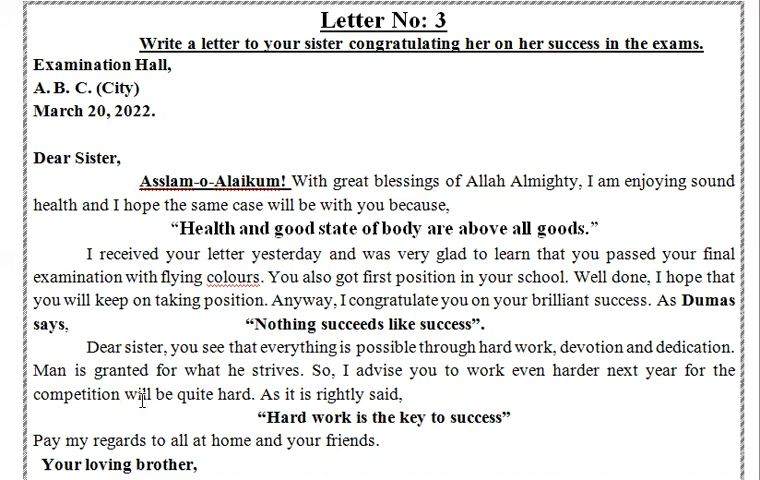 Letter No: 3
Write a letter to your sister congratulating her on her success in the exams.
Examination Hall,
A. B. C. (City)
March 20, 2022.
Dear Sister,
Asslam-o-Alaikum! With great blessings of Allah Almighty, I am enjoying sound
health and I hope the same case will be with you because,
“Health and good state of body are above all goods.”
I received your letter yesterday and was very glad to learn that you passed your final
examination with flying colours. You also got first position in your school. Well done, I hope that
you will keep on taking position. Anyway, I congratulate you on your brilliant success. As Dumas
says, “Nothing succeeds like success”.
Dear sister, you see that everything is possible through hard work, devotion and dedication.
Man is granted for what he strives. So, I advise you to work even harder next year for the
competition will be quite hard. As it is rightly said,
“Hard work is the key to success”
Pay my regards to all at home and your friends.
Your loving brother,